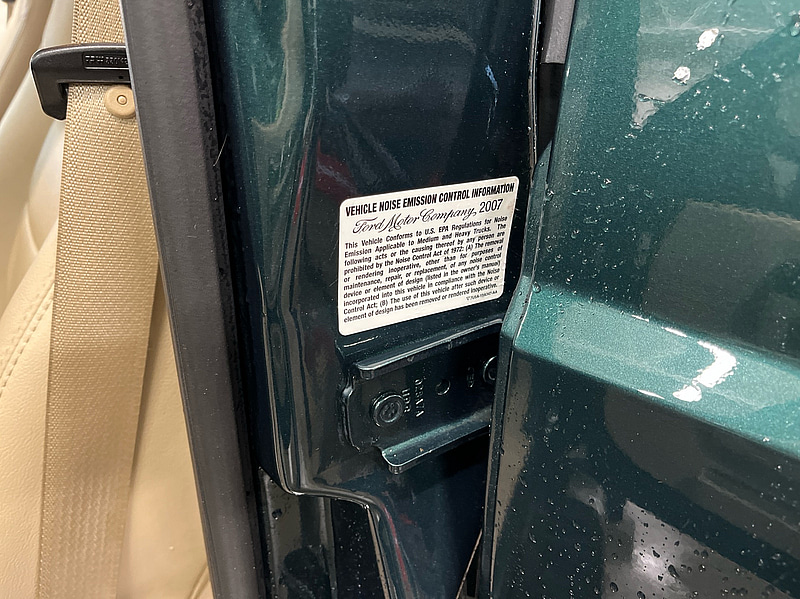 VEHICLE NOISE EMISSION CONTROL INFORMATION
Ford Motor Company, 2007
This Vehicle Conforms to U.S. EPA Regulations for Noise
Emission Applicable to Medium and Heavy Trucks. The
following acts or the causing thereof by any person are
prohibited by the Noise Control Act of 1972: (A) The removal
or rendering inoperative, other than for purposes of
maintenance, repair, or replacement, of any noise control
device or element of design (listed in the owner's manual)
incorporated into this vehicle in compliance with the Noise
Control Act; (B) The use of this vehicle after such device or
element of design has been removed or rendered inoperative.